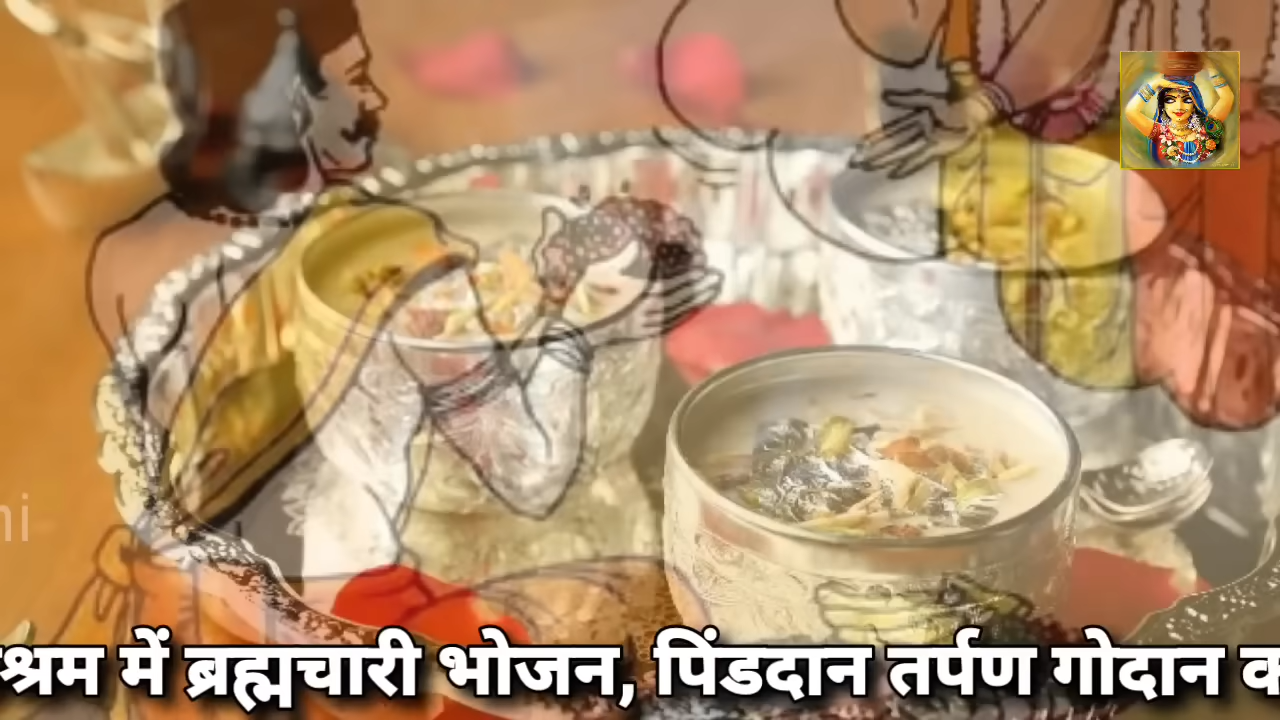 श्रम में ब्रह्मचारी भोजन, पिंडदान तर्पण गोदान